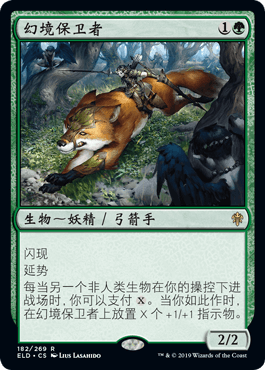 幻境保卫者
1
生物～妖精 / 弓箭手
闪现
延势
每当另一个非人类生物在你的操控下进
战场时，你可以支付 X。当你如此作时，
在幻境保卫者上放置 X 个 +1/+1 指示物。
2/2
182/269 R
ELD • CS LIUS LASAHIDO
™ & © 2019 Wizards of the Coast